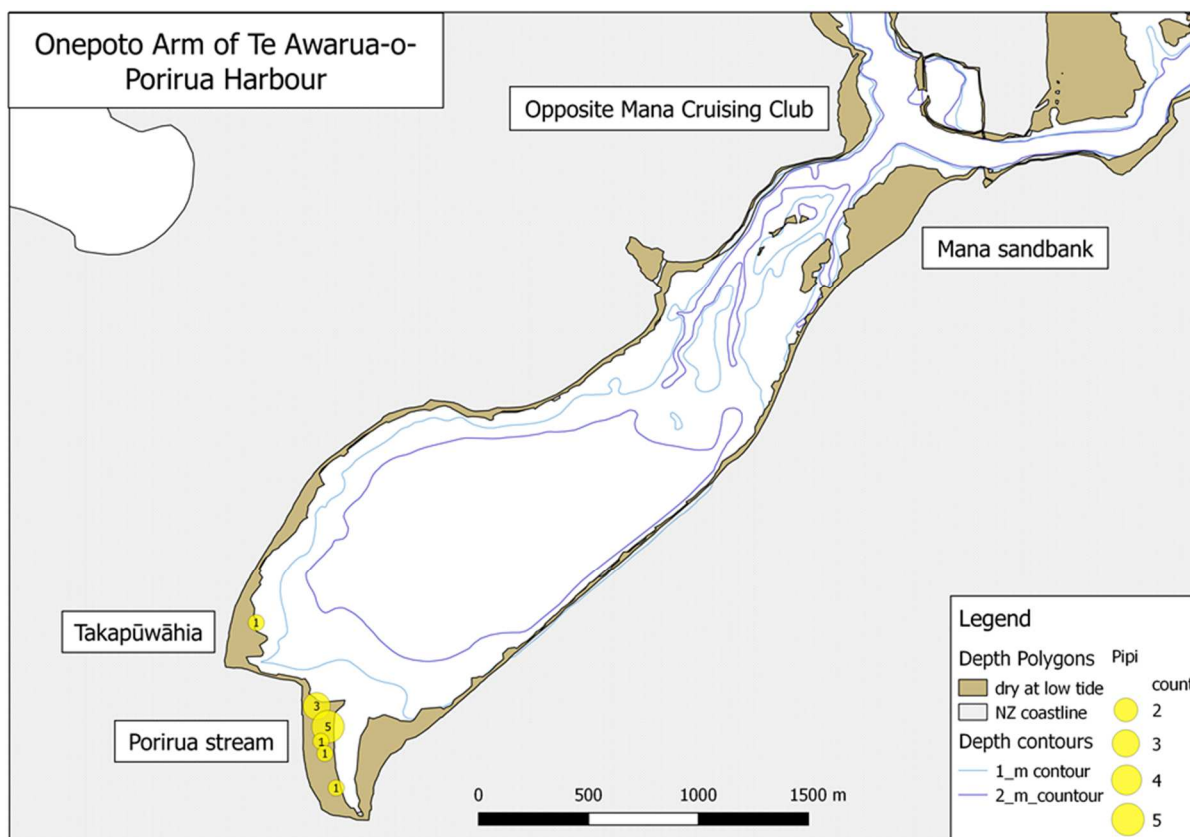 Onepoto Arm of Te Awarua-o-
Porirua Harbour
Opposite Mana Cruising Club
Mana sandbank
Takapūwāhia
1
3
5
Porirua stream
1
1
1
0 500 1000 1500 m
Legend
Depth Polygons
dry at low tide
NZ coastline
Depth contours
1_m contour
2_m_countour
Pipi
count
2
3
4
5